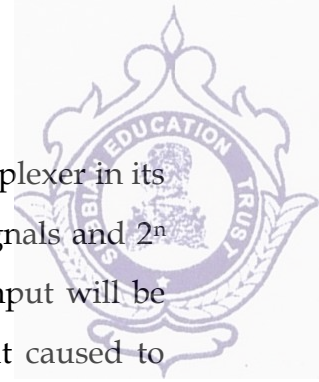 plexer in its
gnals and 2ⁿ
EDUCATION TRUST
nput will be
t caused to